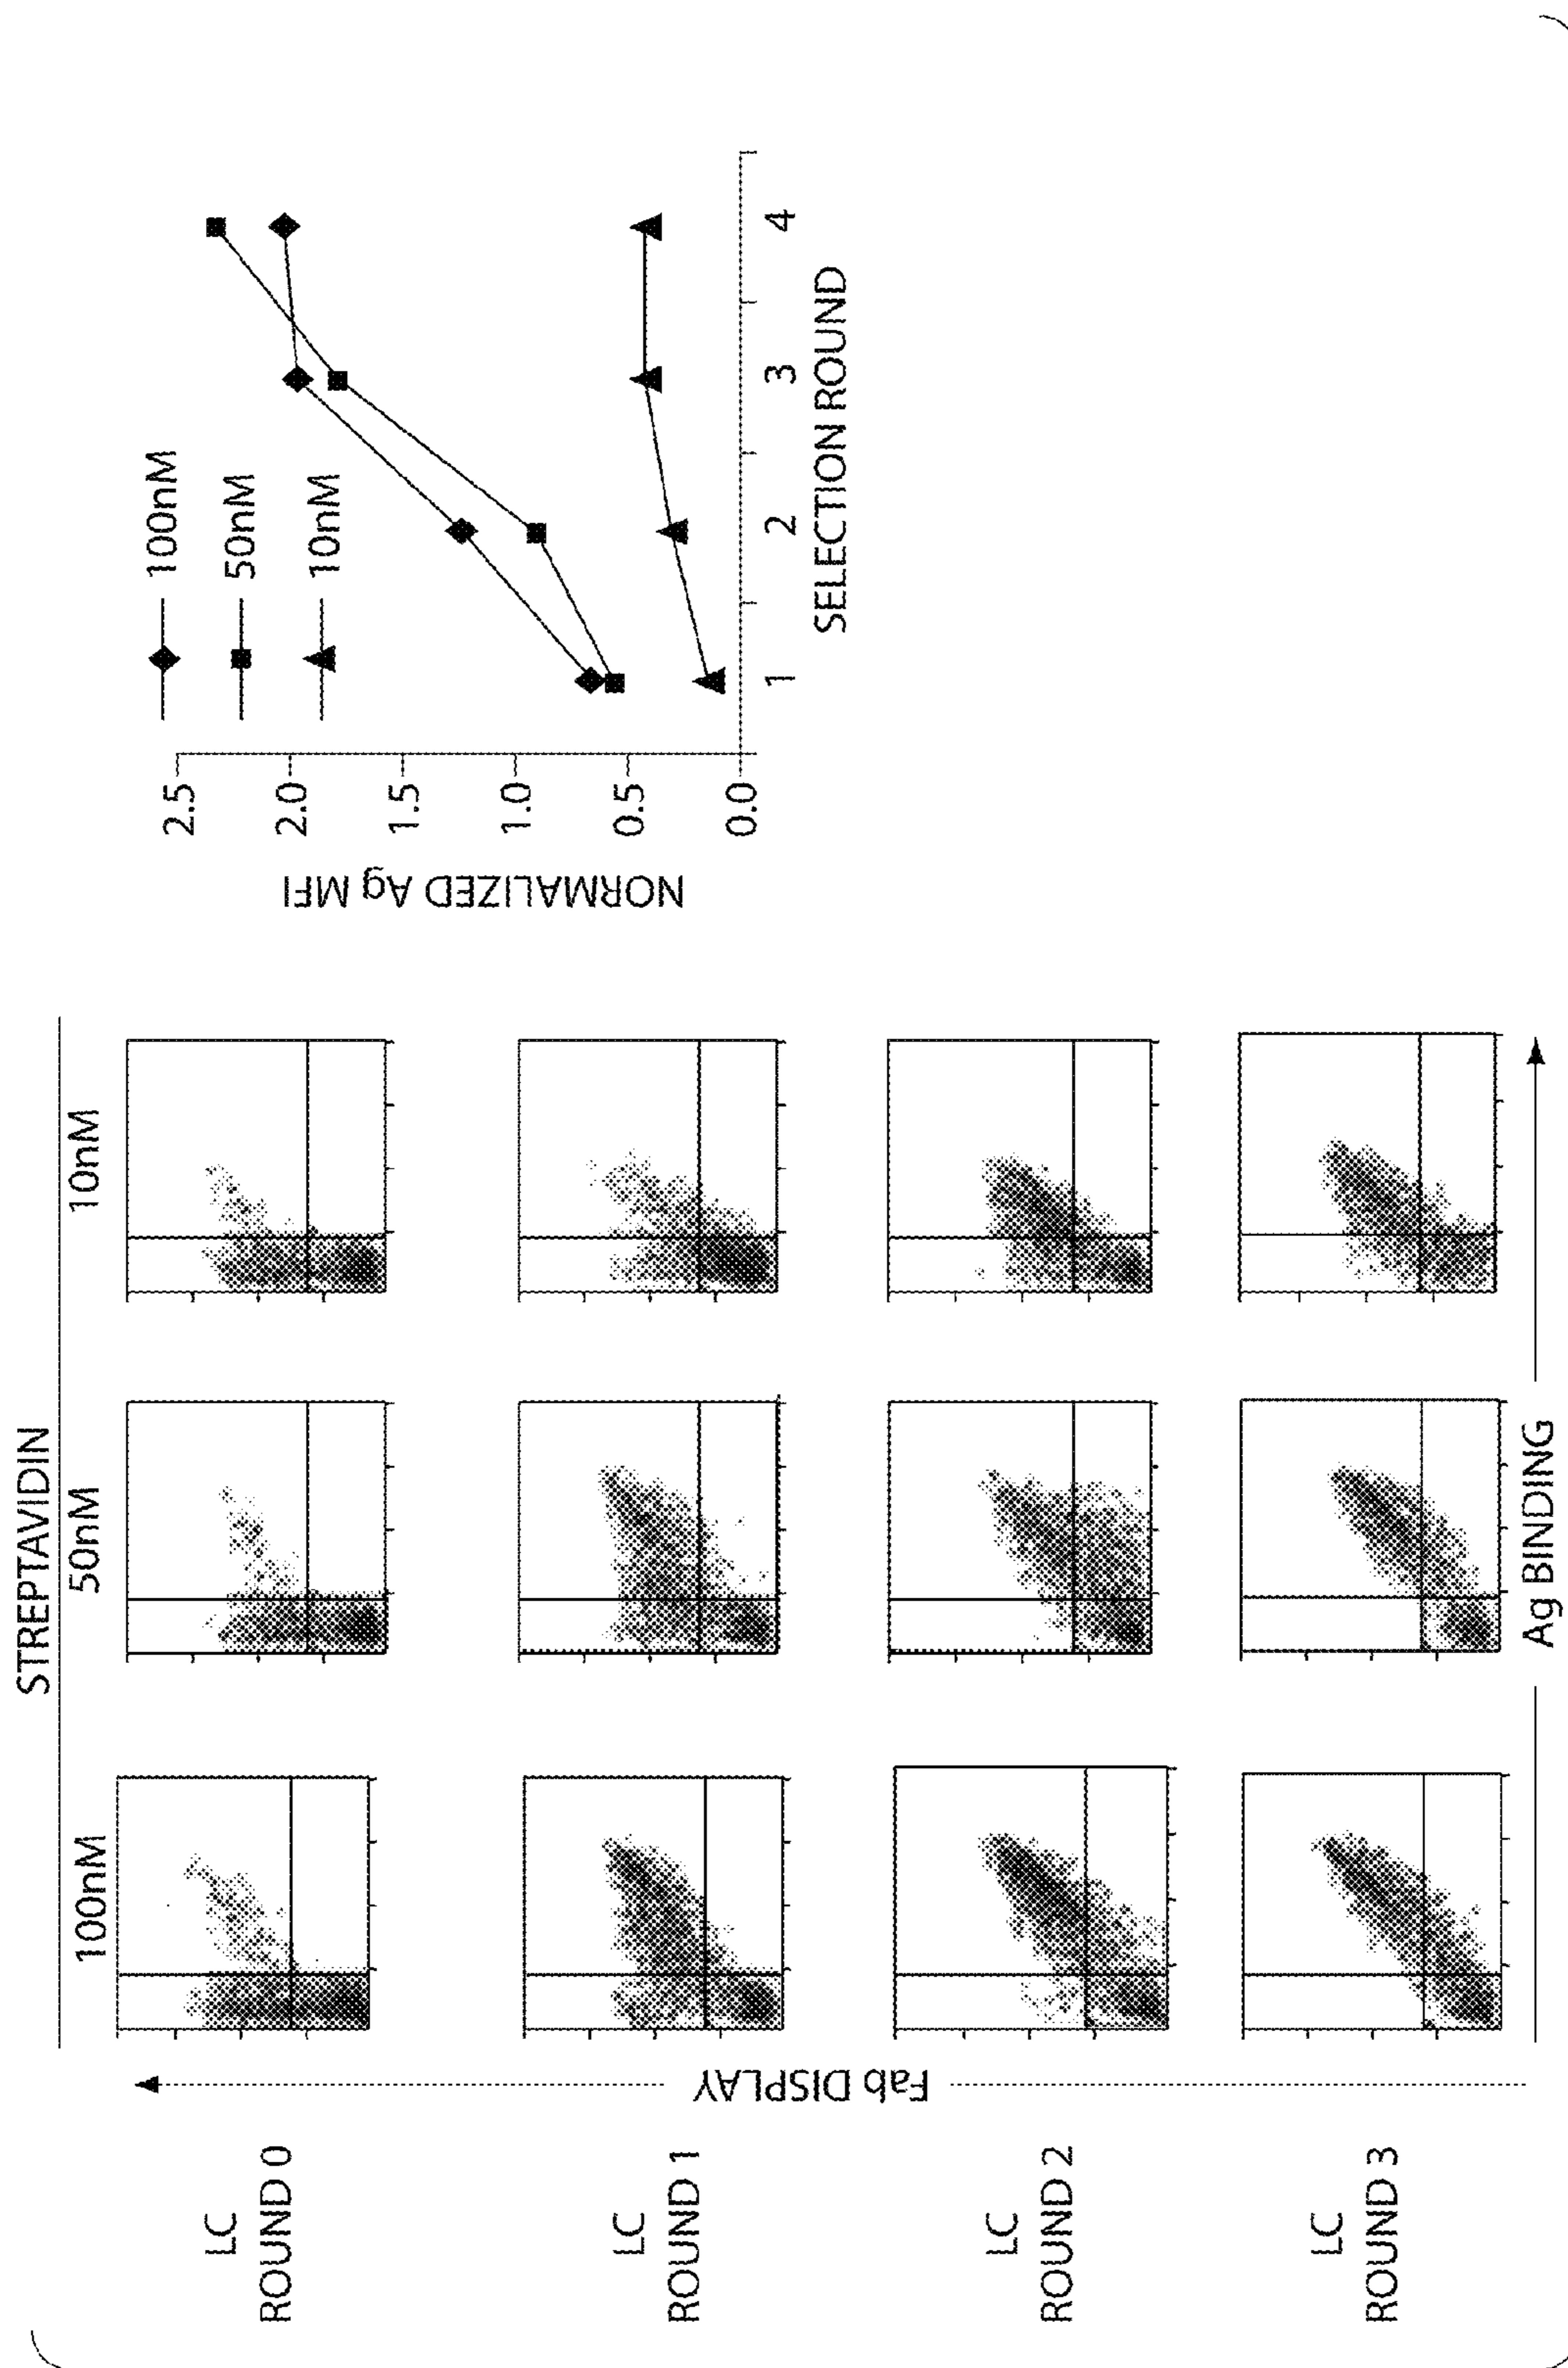 STREPTAVIDIN
100nM
50nM
10nM
LC
ROUND 0
LC
ROUND 1
LC
ROUND 2
LC
ROUND 3
Fab DISPLAY
Ag BINDING
100nM
50nM
10nM
NORMALIZED Ag MFI
2.5
2.0
1.5
1.0
0.5
0.0
1
2
3
4
SELECTION ROUND